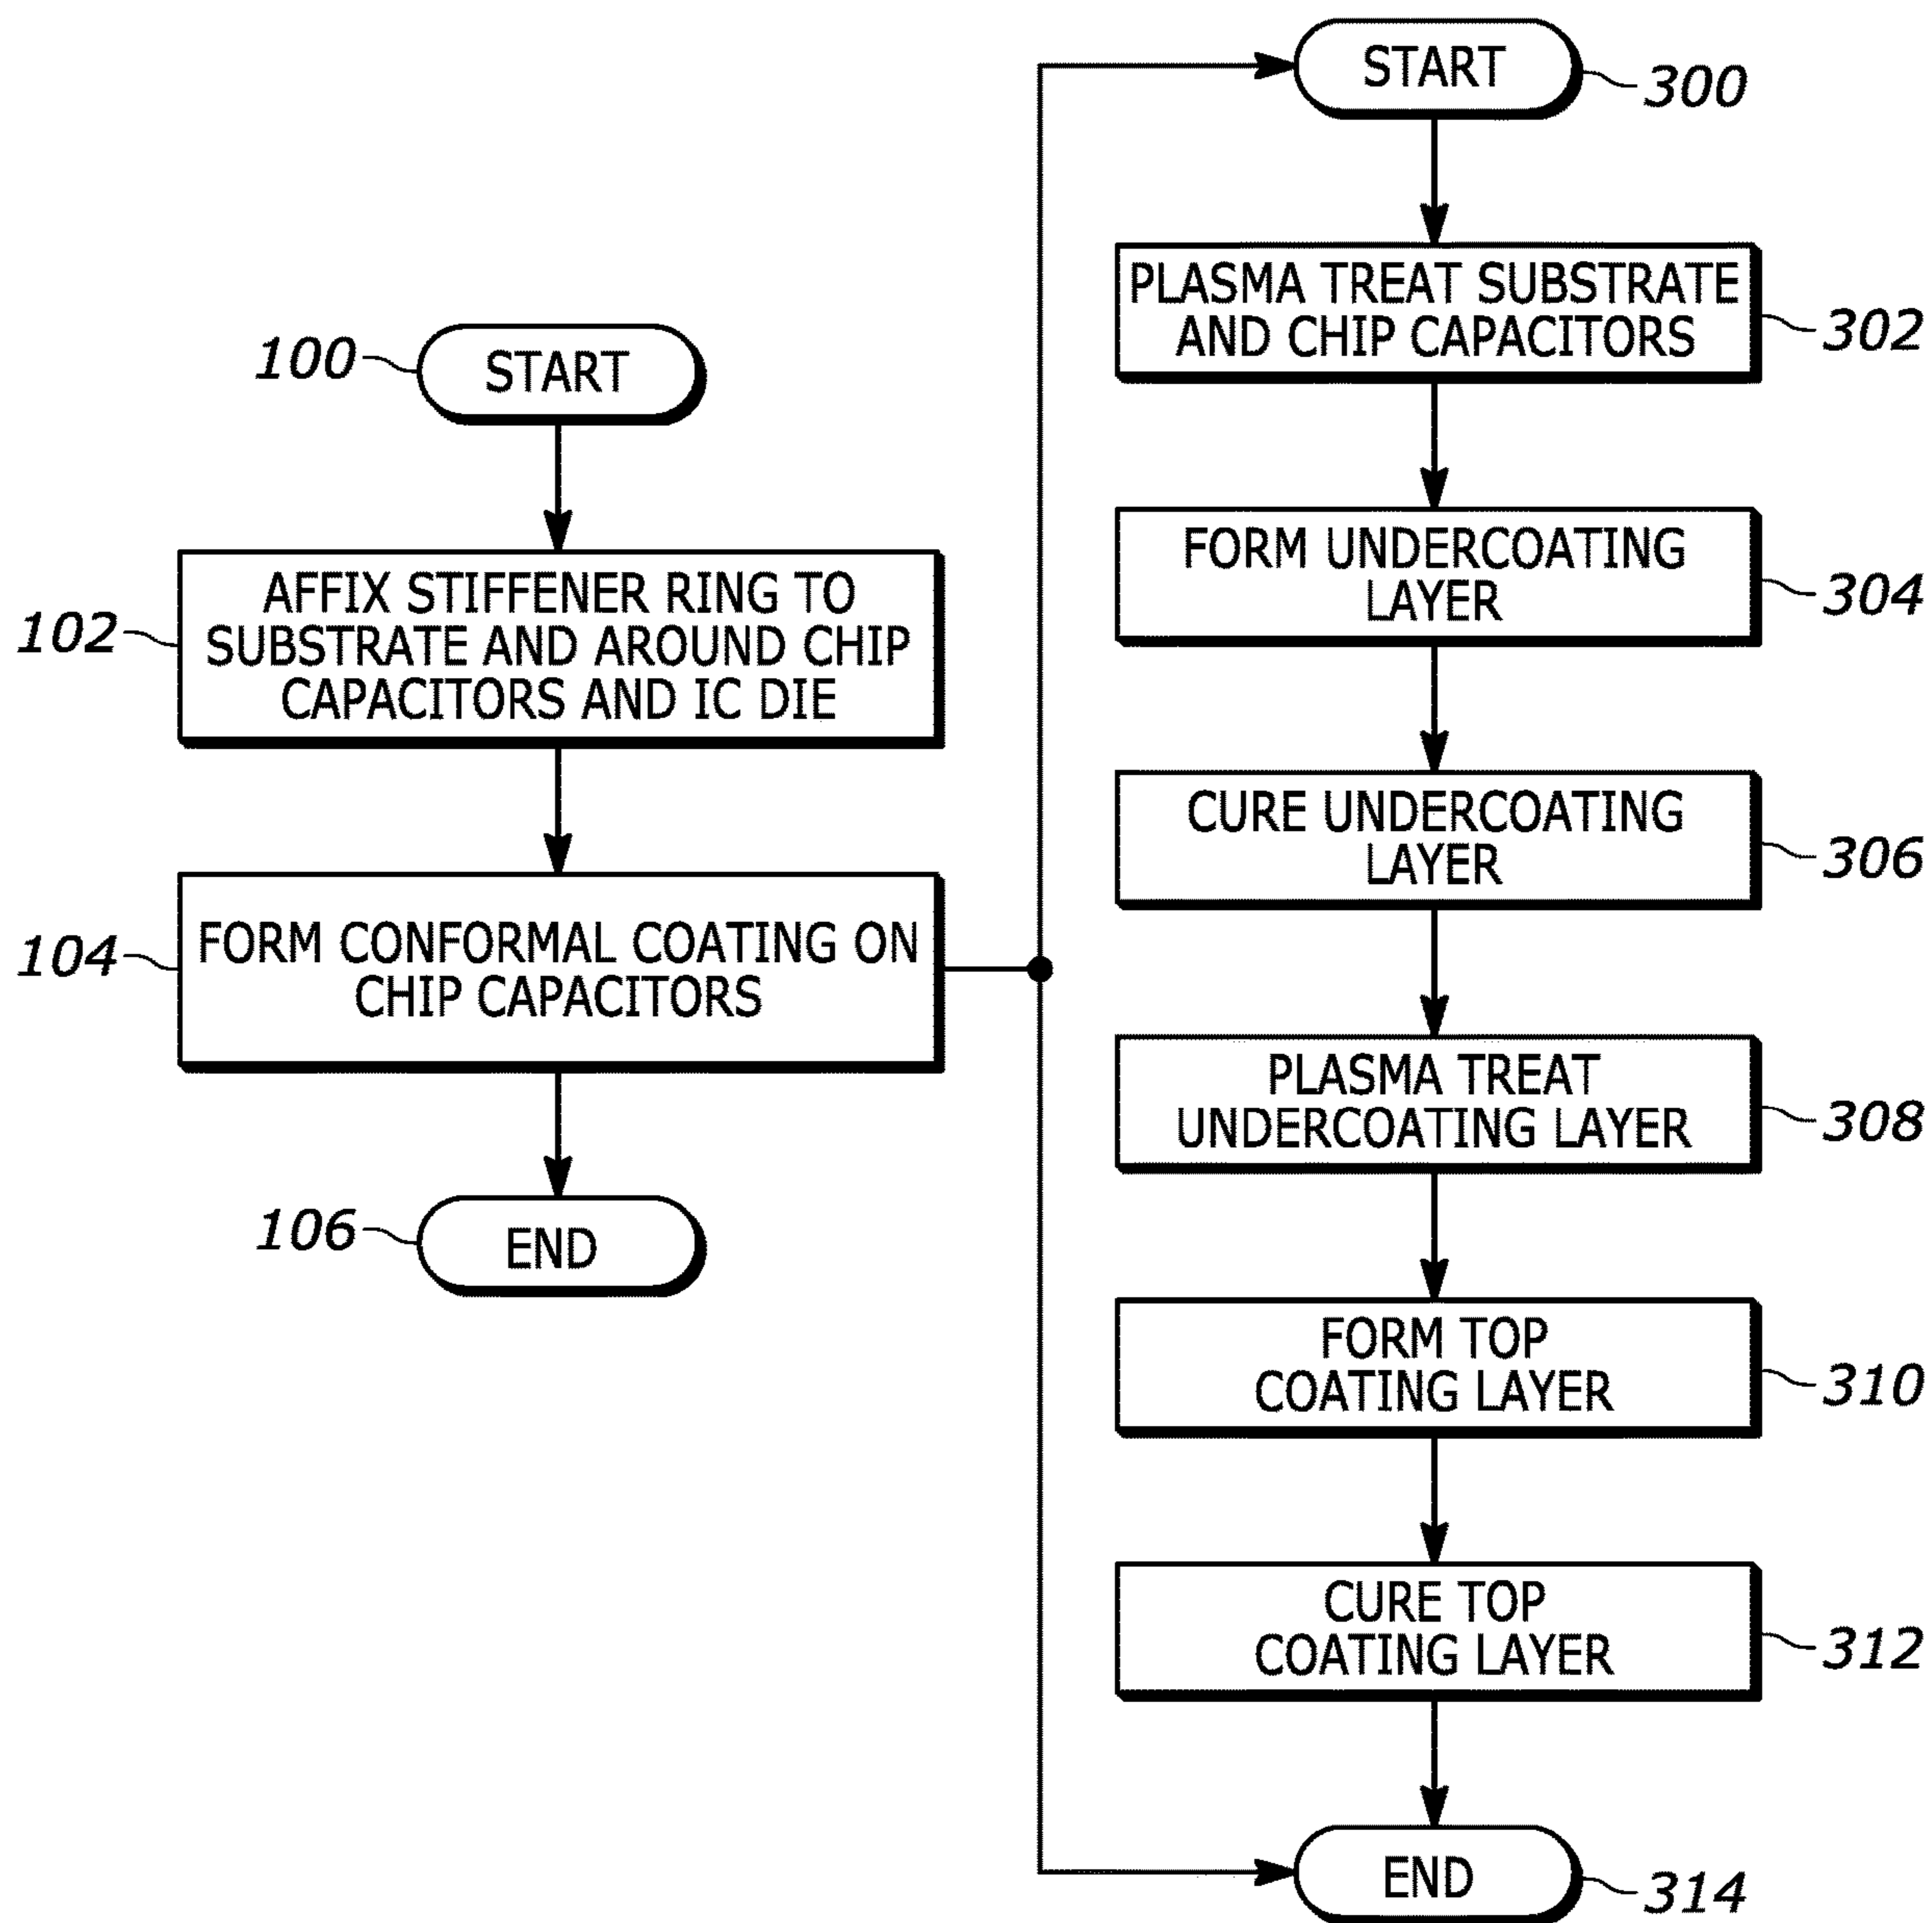 100
START
102
AFFIX STIFFENER RING TO
SUBSTRATE AND AROUND CHIP
CAPACITORS AND IC DIE
104
FORM CONFORMAL COATING ON
CHIP CAPACITORS
106
END
START
300
PLASMA TREAT SUBSTRATE
AND CHIP CAPACITORS
302
FORM UNDERCOATING
LAYER
304
CURE UNDERCOATING
LAYER
306
PLASMA TREAT
UNDERCOATING LAYER
308
FORM TOP
COATING LAYER
310
CURE TOP
COATING LAYER
312
END
314